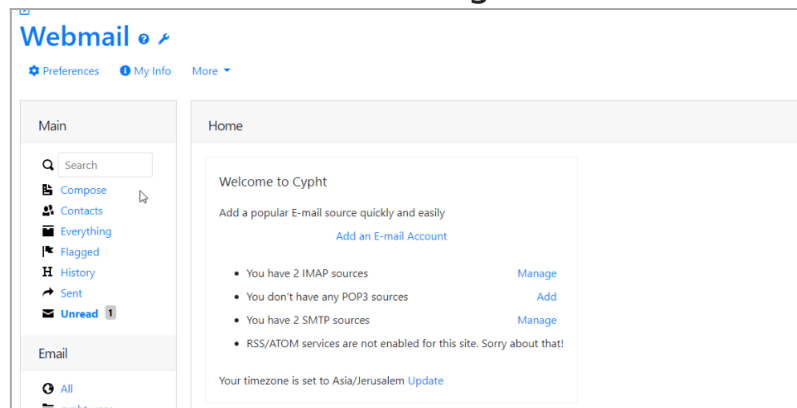 Webmail
Preferences My Info More
Main
Search
Compose
Contacts
Everything
Flagged
History
Sent
Unread 1
Email
All
Home
Welcome to Cypht
Add a popular E-mail source quickly and easily
Add an E-mail Account
You have 2 IMAP sources Manage
You don't have any POP3 sources Add
You have 2 SMTP sources Manage
RSS/ATOM services are not enabled for this site. Sorry about that!
Your timezone is set to Asia/Jerusalem Update